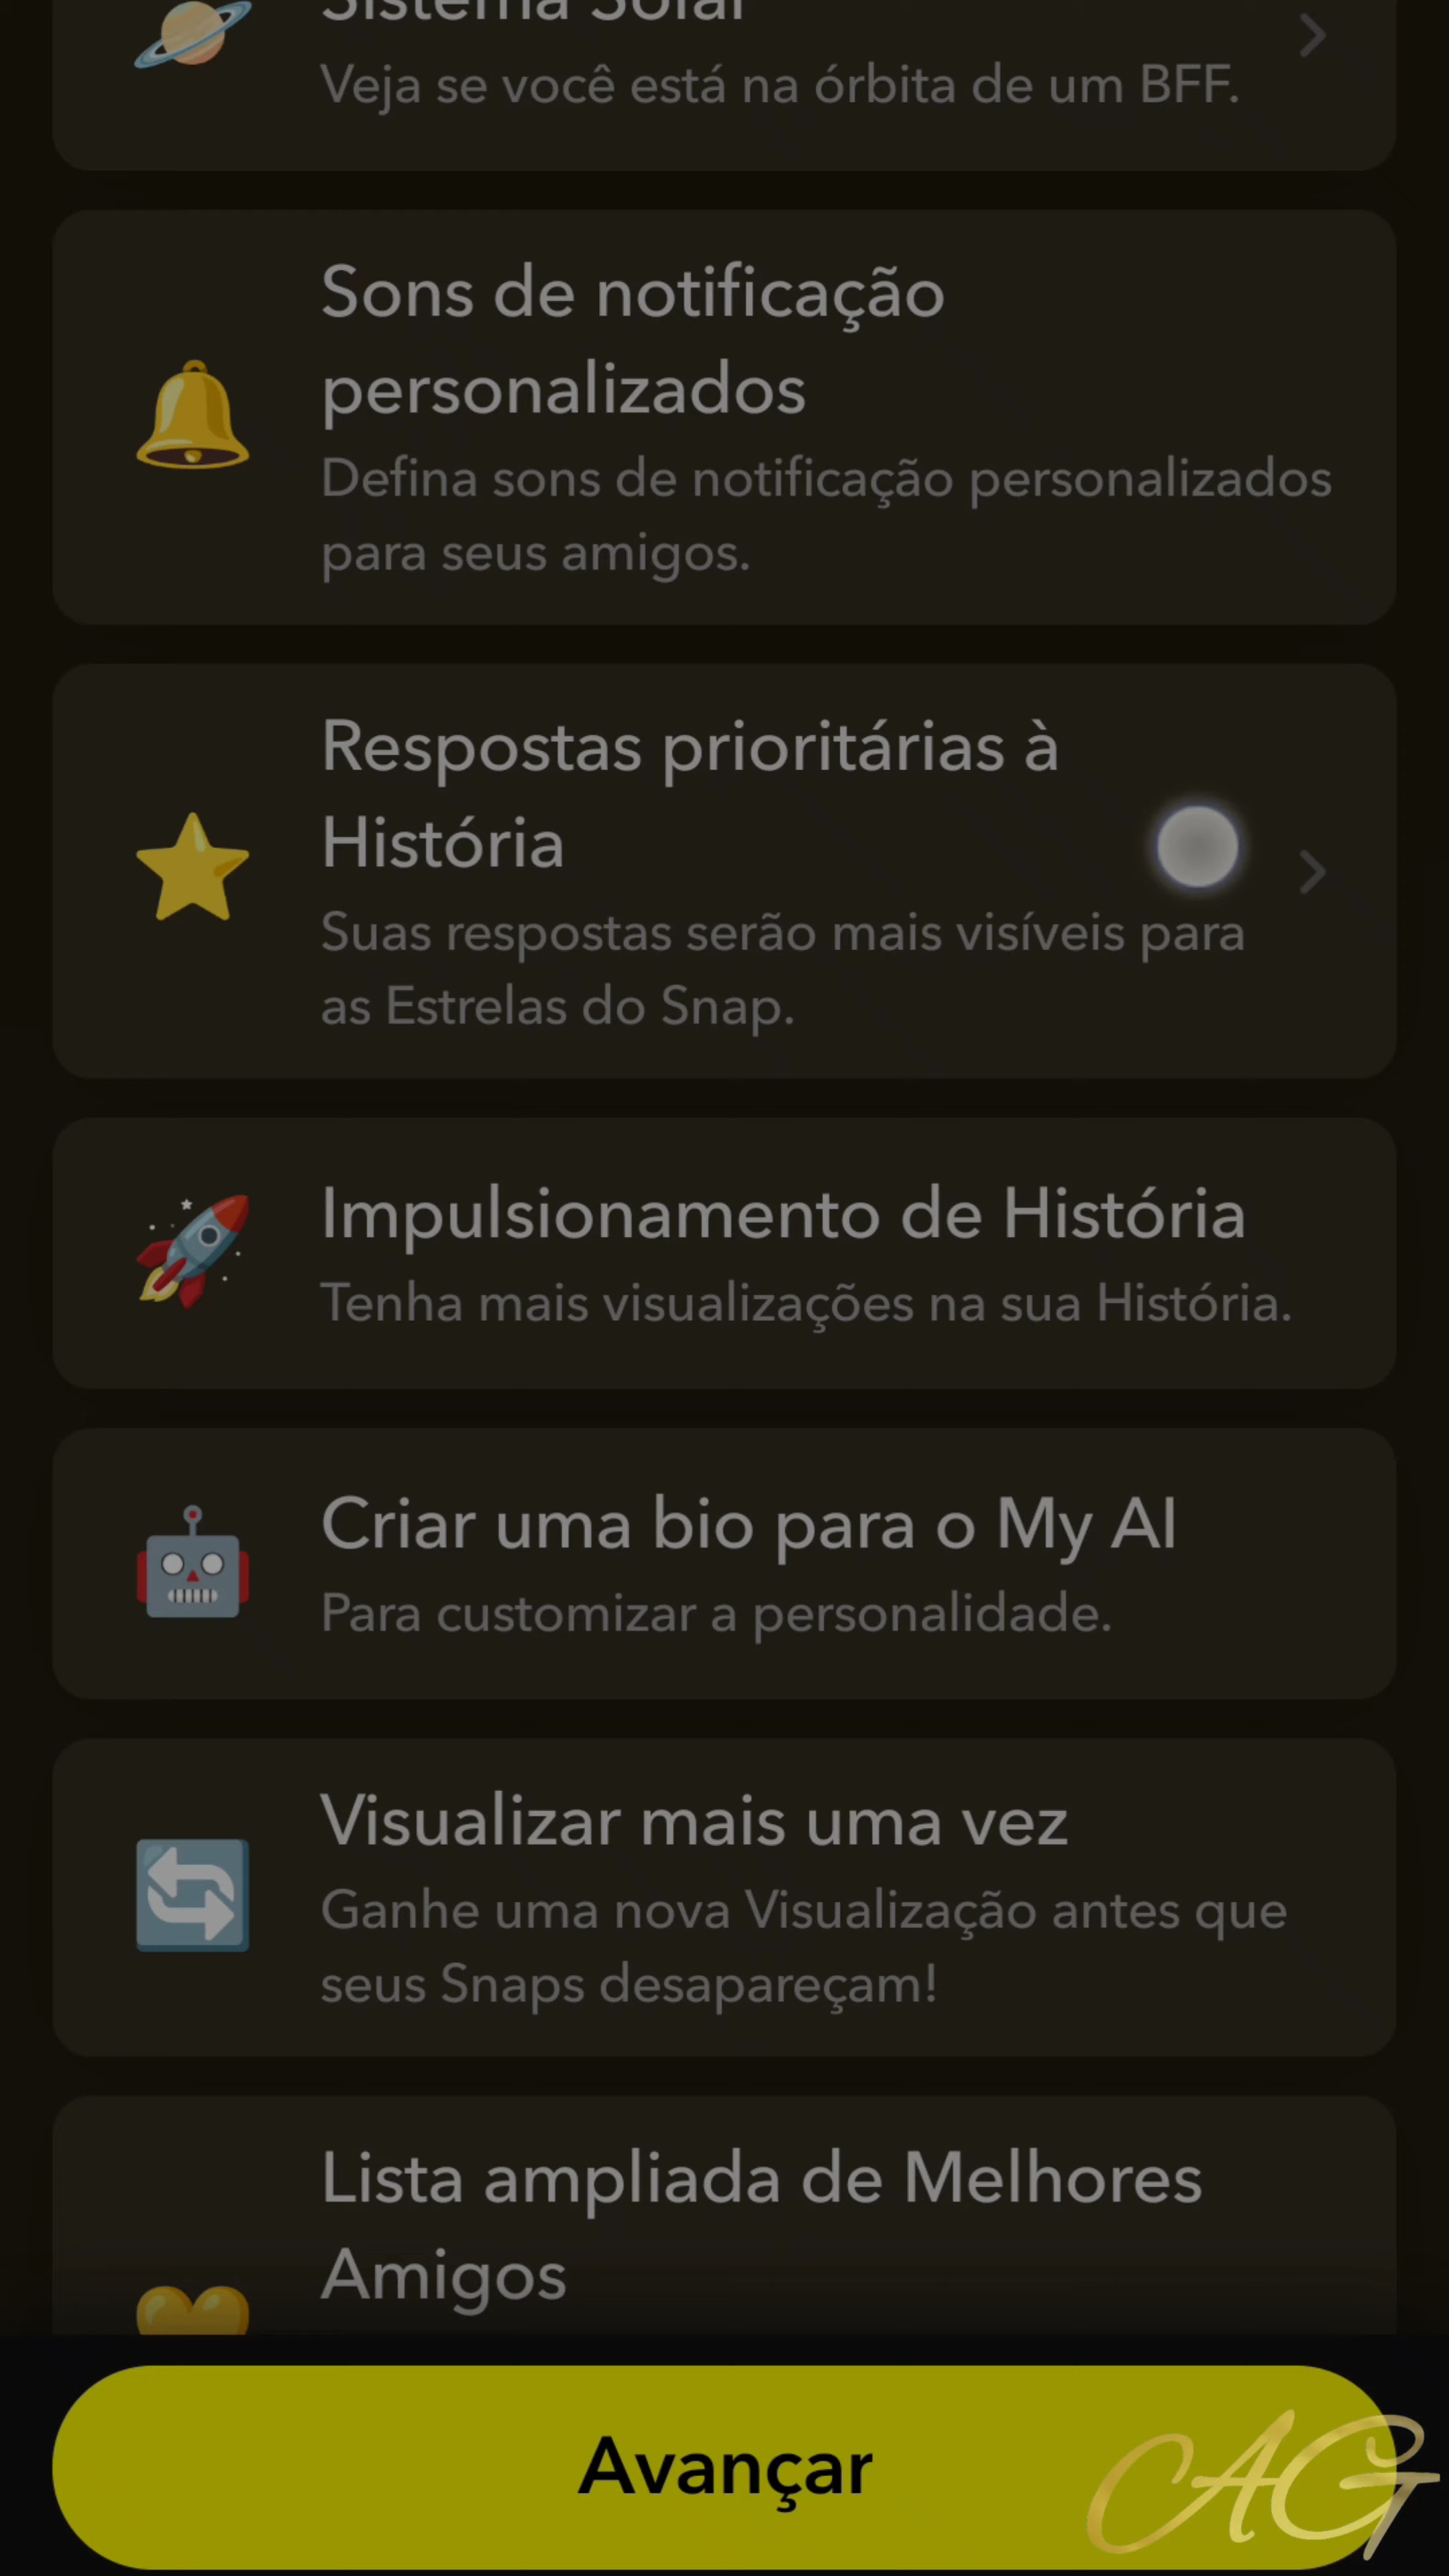 Sistema Solar
Veja se você está na órbita de um BFF.
Sons de notificação
personalizados
Defina sons de notificação personalizados
para seus amigos.
Respostas prioritárias à
História
Suas respostas serão mais visíveis para
as Estrelas do Snap.
Impulsionamento de História
Tenha mais visualizações na sua História.
Criar uma bio para o My AI
Para customizar a personalidade.
Visualizar mais uma vez
Ganhe uma nova Visualização antes que
seus Snaps desapareçam!
Lista ampliada de Melhores
Amigos
Avançar
CAG